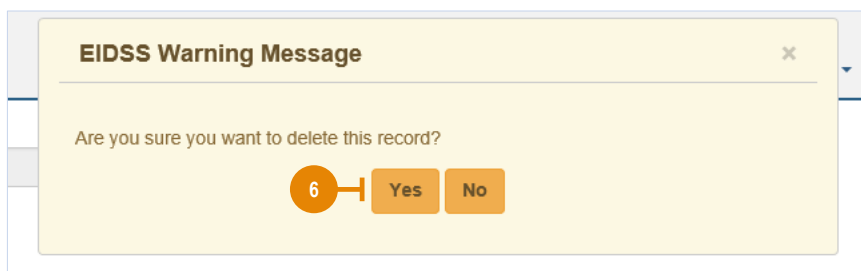 EIDSS Warning Message ×
Are you sure you want to delete this record?
6 Yes No